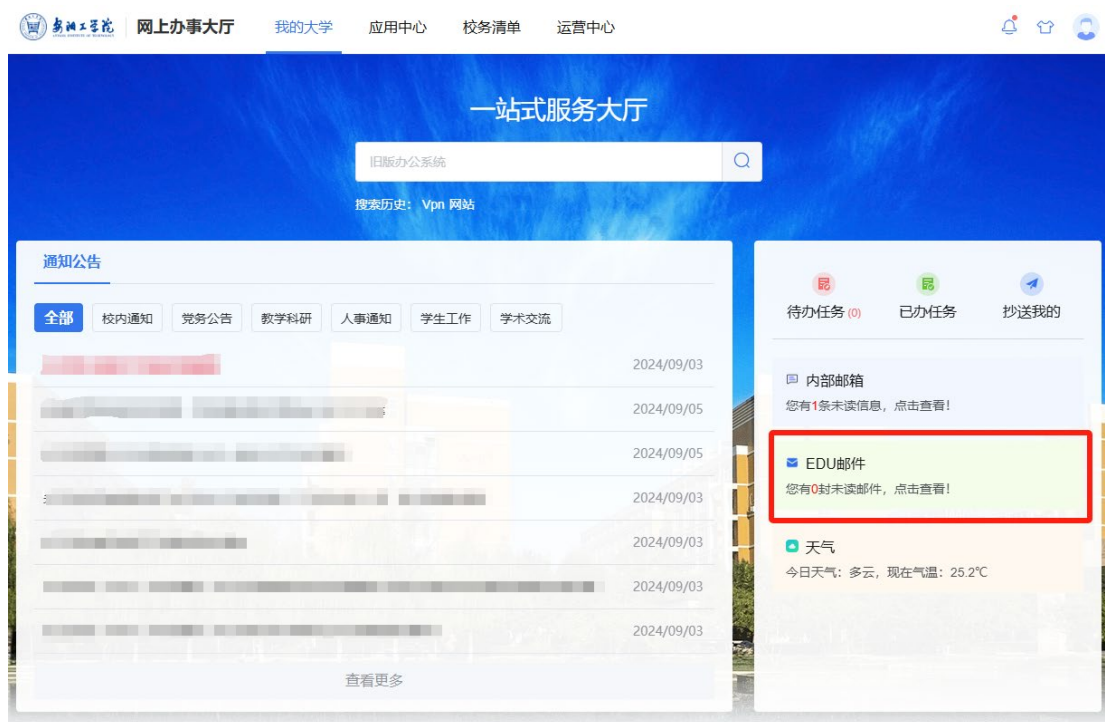 安阳工学院 网上办事大厅 我的大学 应用中心 校务清单 运营中心
一站式服务大厅
旧版办公系统
搜索历史： Vpn 网站
通知公告
全部 校内通知 党务公告 教学科研 人事通知 学生工作 学术交流
2024/09/03
2024/09/05
2024/09/05
2024/09/03
2024/09/03
2024/09/03
2024/09/03
查看更多
待办任务 (0) 已办任务 抄送我的
内部邮箱
您有1条未读信息，点击查看！
EDU邮件
您有0封未读邮件，点击查看！
天气
今日天气：多云，现在气温：25.2℃